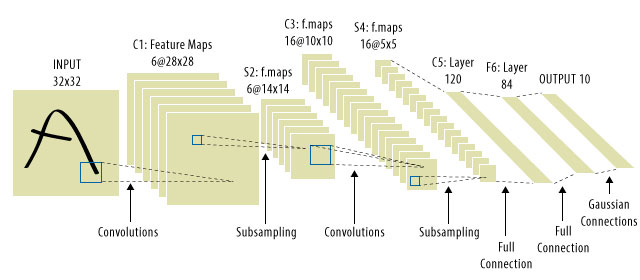 INPUT
32x32
C1: Feature Maps
6@28x28
S2: f.maps
6@14x14
C3: f.maps
16@10x10
S4: f.maps
16@5x5
C5: Layer
120
F6: Layer
84
OUTPUT 10
A
Convolutions
Subsampling
Convolutions
Subsampling
Full
Connection
Full
Connection
Gaussian
Connections